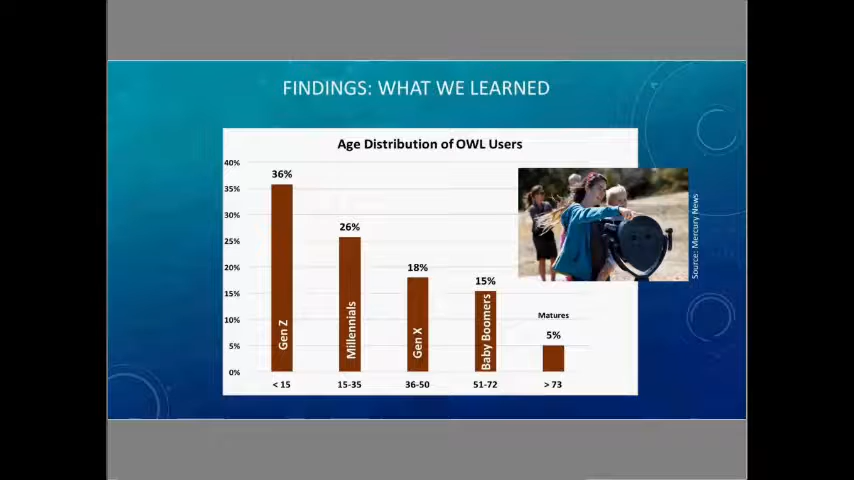 FINDINGS: WHAT WE LEARNED
Age Distribution of OWL Users
40%
35%
30%
25%
20%
15%
10%
5%
0%
36%
26%
18%
15%
5%
Gen Z
Millennials
Gen X
Baby Boomers
Matures
< 15
15-35
36-50
51-72
> 73
Source: Mercury News